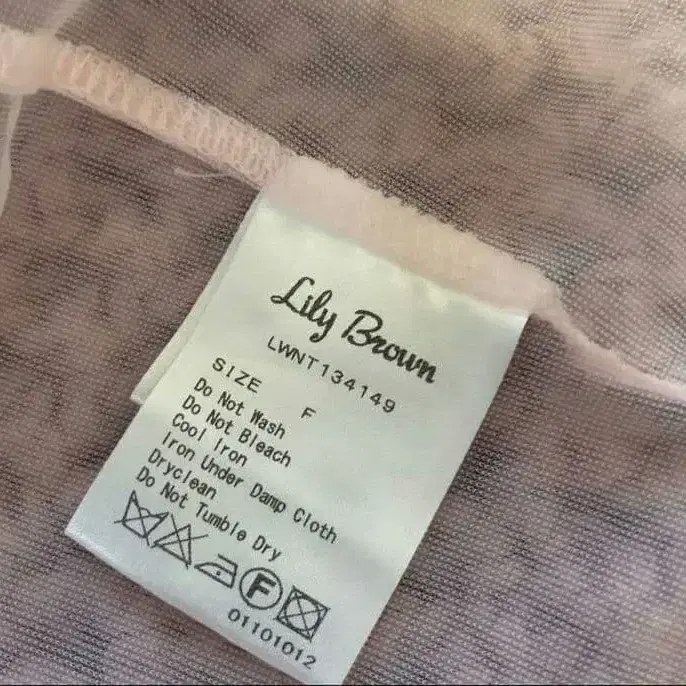 Lily Brown
LWNT134149
SIZE F
Do Not Wash
Do Not Bleach
Cool Iron
Iron Under Damp Cloth
Dryclean
Do Not Tumble Dry
F
01101012